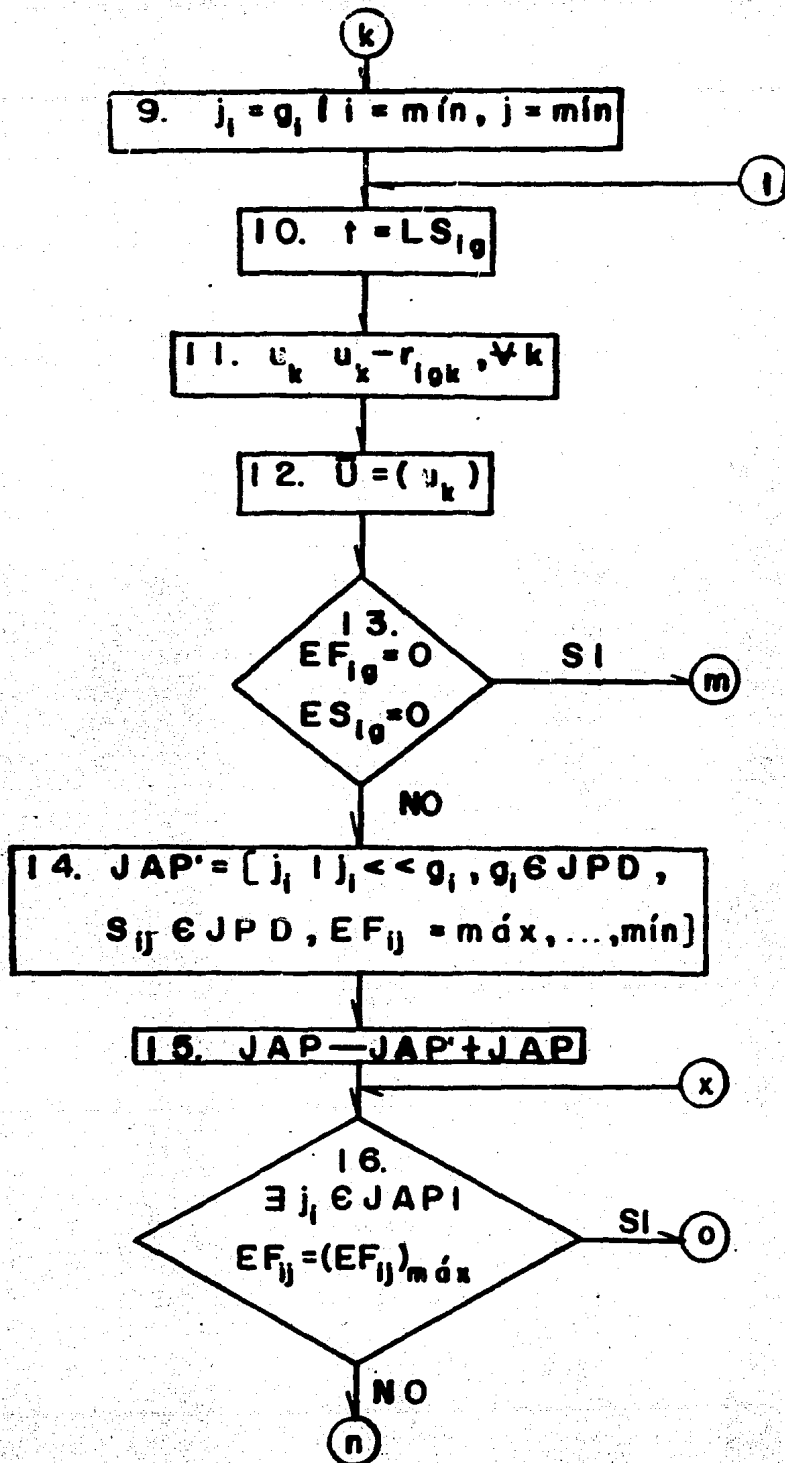 k
9. j_i = g_i | i = mín, j = mín
l
10. t = LS_ig
11. u_k u_k − r_igk, ∀k
12. Ū = (u_k)
13.
EF_ig = 0
ES_ig = 0
SI
m
NO
14. JAP' = [j_i | j_i << g_i, g_i ∈ JPD,
S_ij ∈ JPD, EF_ij = máx, ..., mín]
15. JAP — JAP' + JAP
x
16.
∃ j_i ∈ JAP |
EF_ij = (EF_ij)máx
SI
o
NO
n